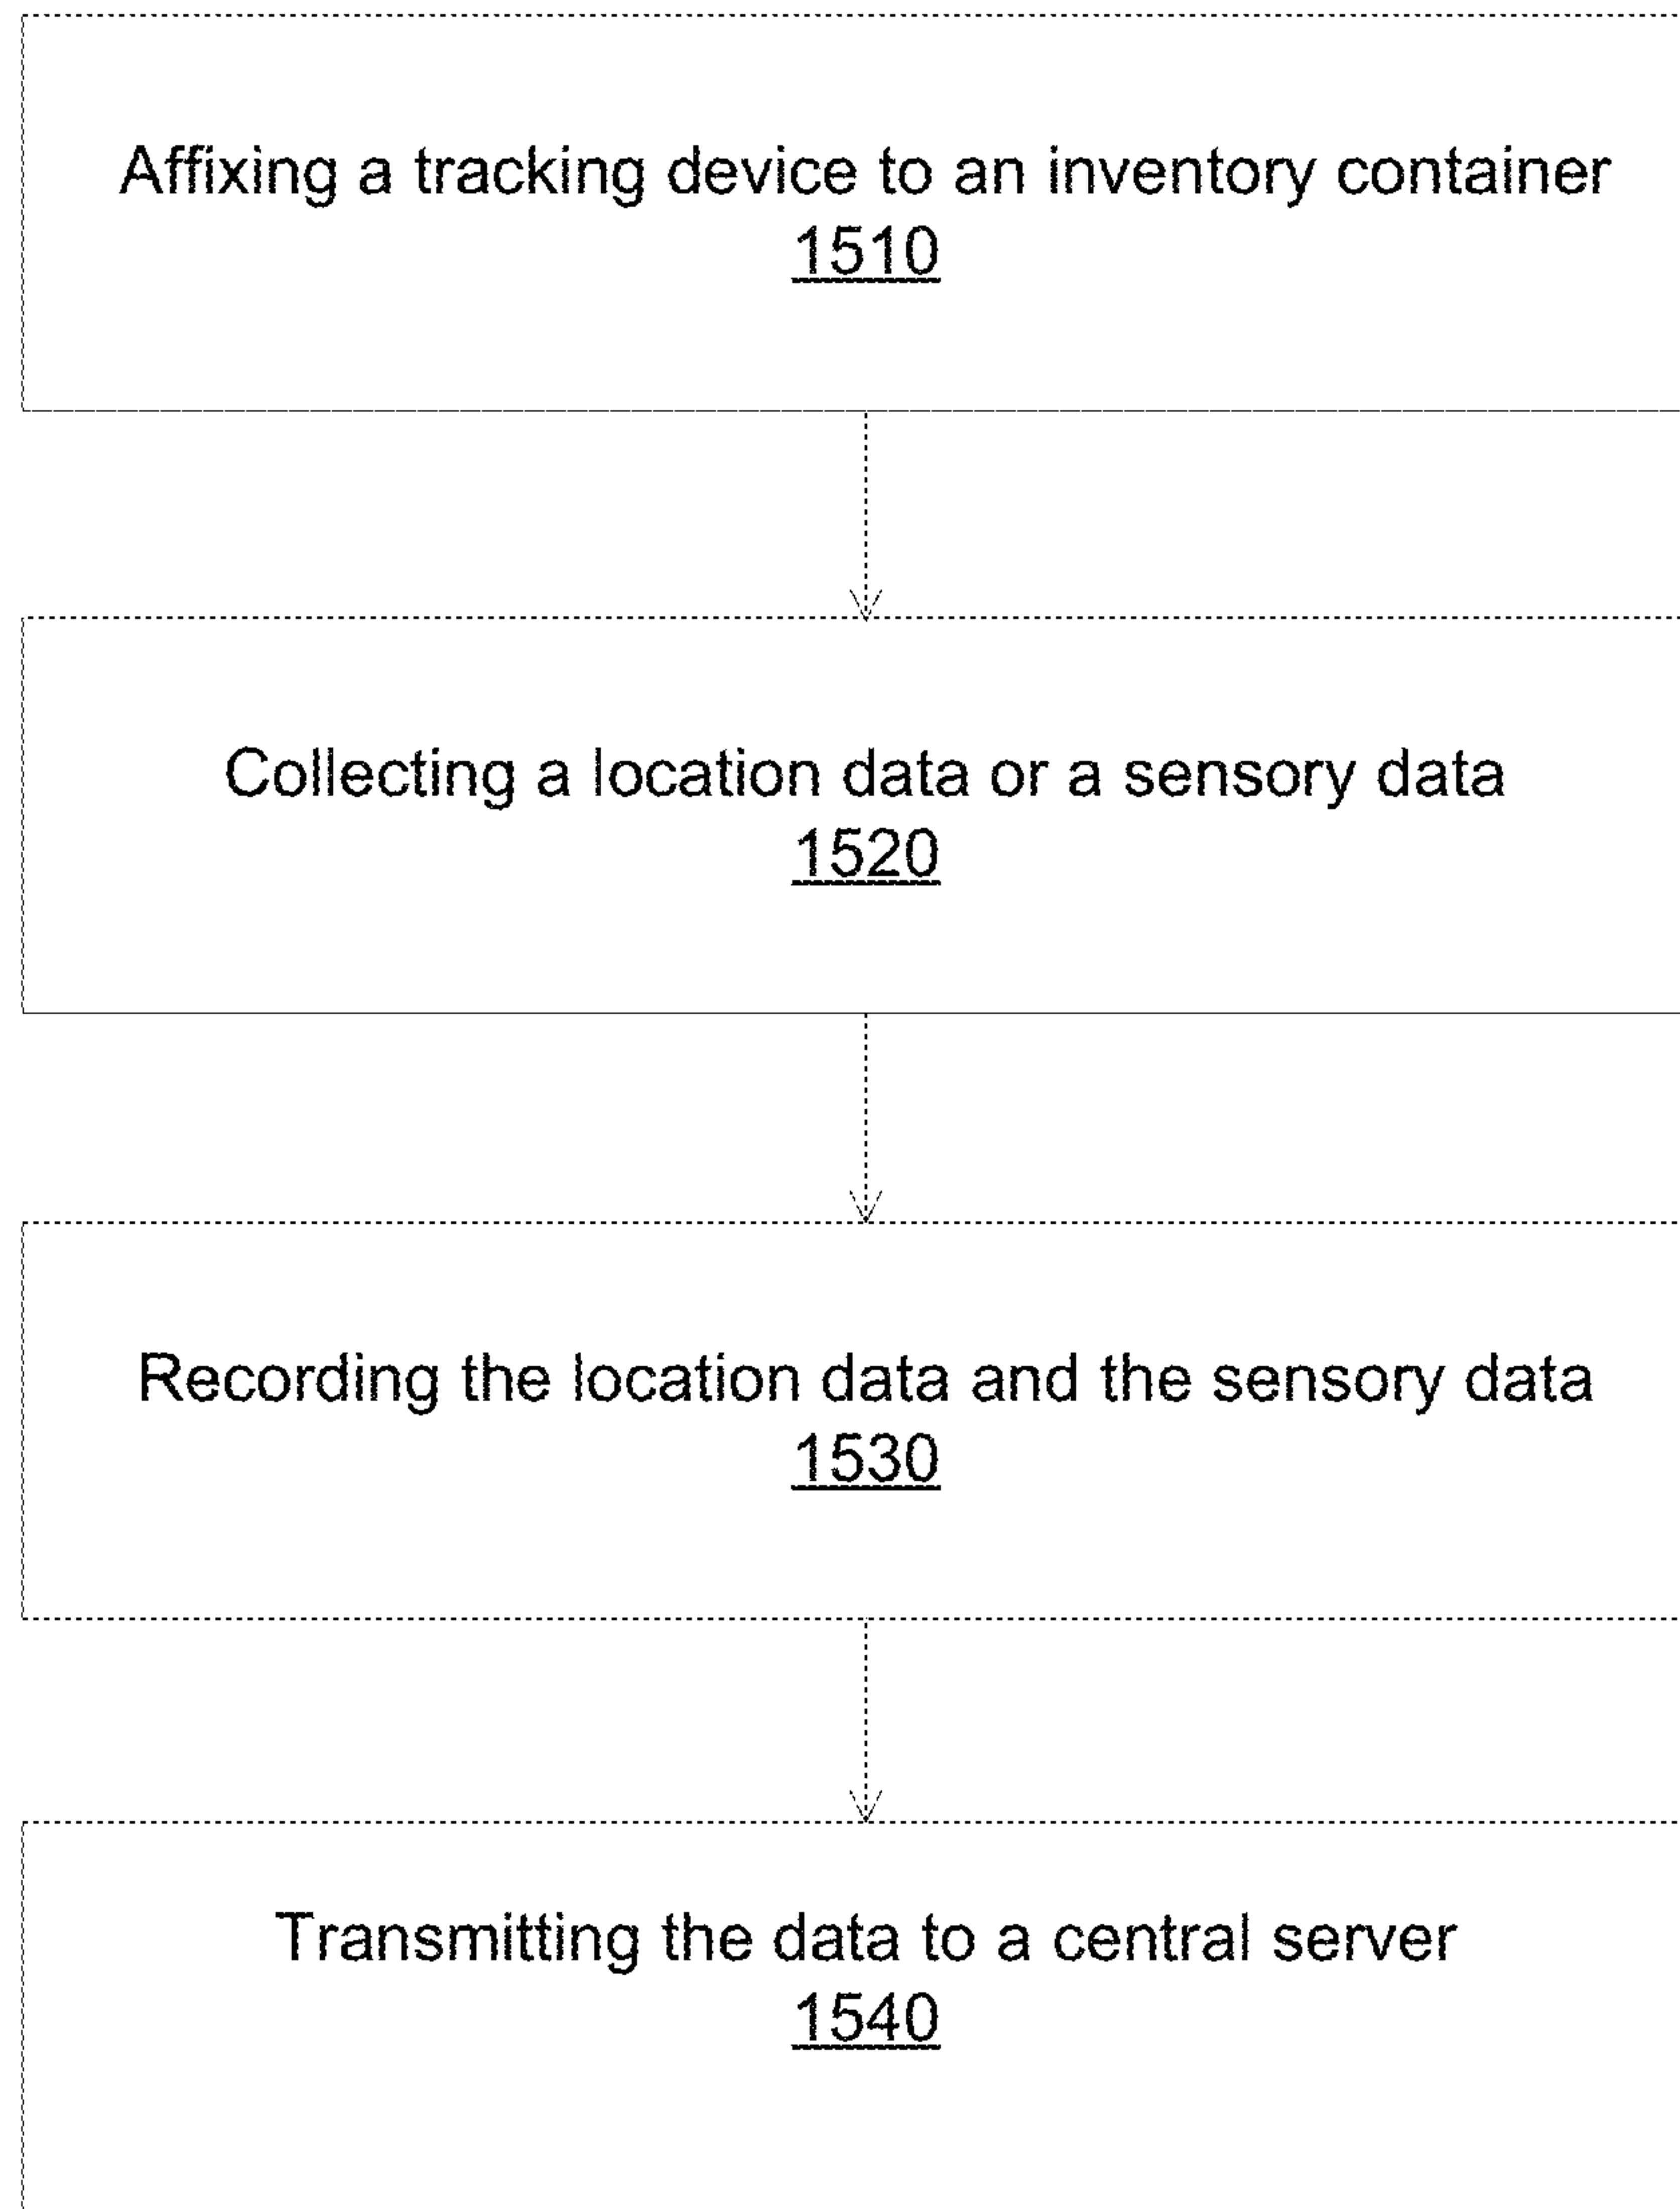 Affixing a tracking device to an inventory container
1510
Collecting a location data or a sensory data
1520
Recording the location data and the sensory data
1530
Transmitting the data to a central server
1540